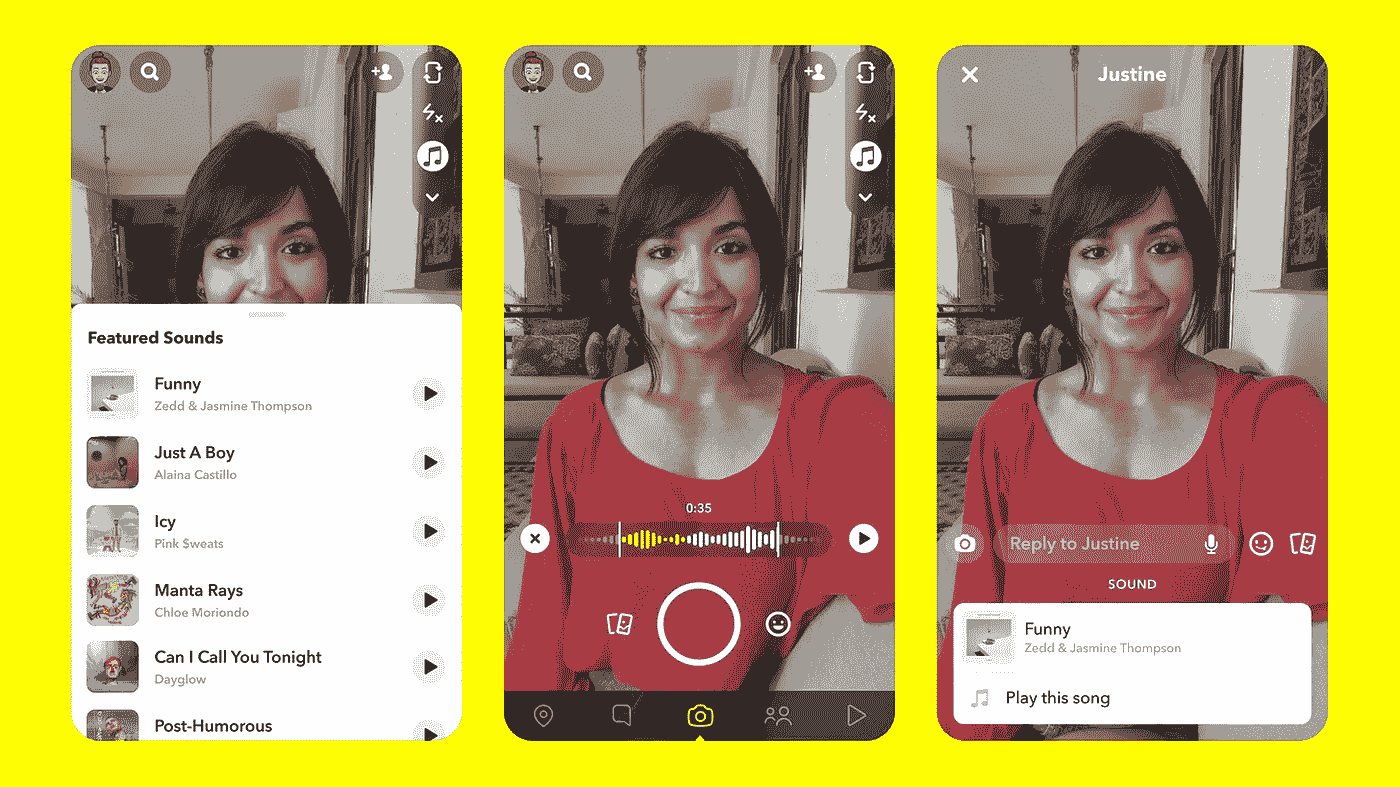 Featured Sounds
Funny
Zedd & Jasmine Thompson
Just A Boy
Alaina Castillo
Icy
Pink $weats
Manta Rays
Chloe Moriondo
Can I Call You Tonight
Dayglow
Post-Humorous
0:35
Justine
Reply to Justine
SOUND
Funny
Zedd & Jasmine Thompson
Play this song